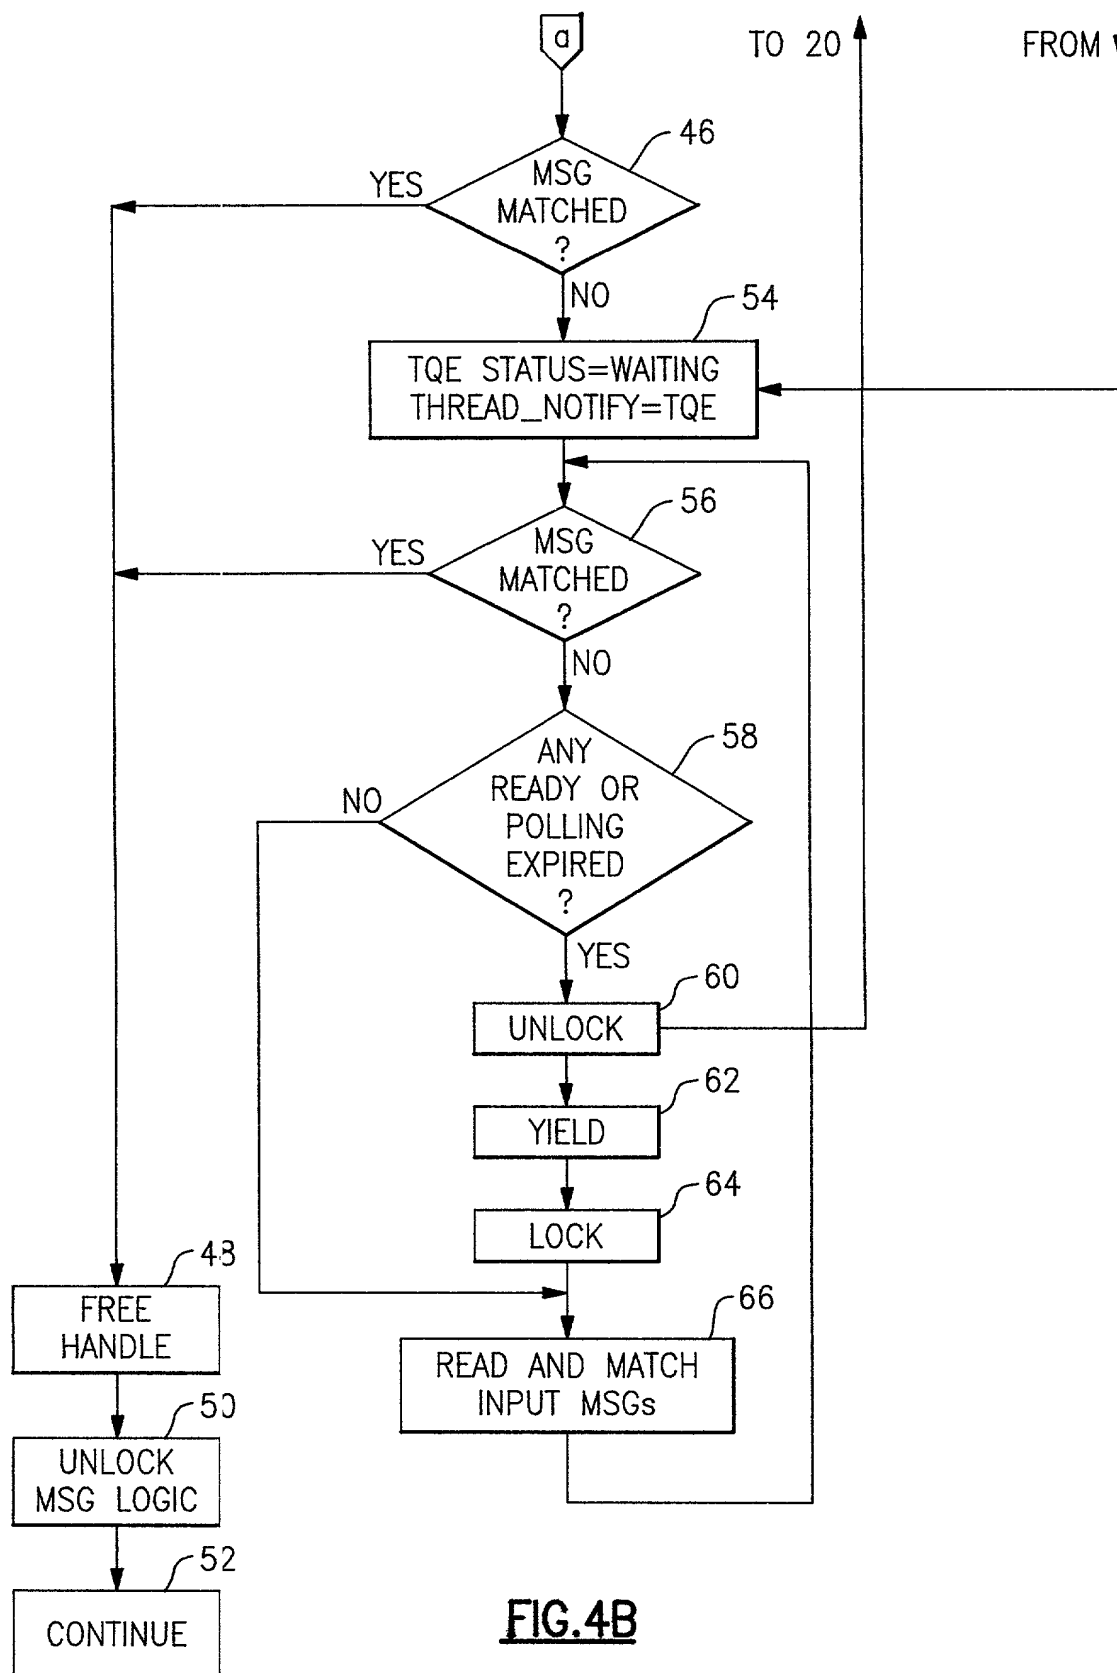 a
TO 20
FROM
46
YES
MSG
MATCHED
?
NO
54
TQE STATUS=WAITING
THREAD_NOTIFY=TQE
56
YES
MSG
MATCHED
?
NO
58
ANY
READY OR
POLLING
EXPIRED
?
NO
YES
60
UNLOCK
62
YIELD
64
LOCK
48
FREE
HANDLE
66
READ AND MATCH
INPUT MSGs
50
UNLOCK
MSG LOGIC
52
CONTINUE
FIG.4B